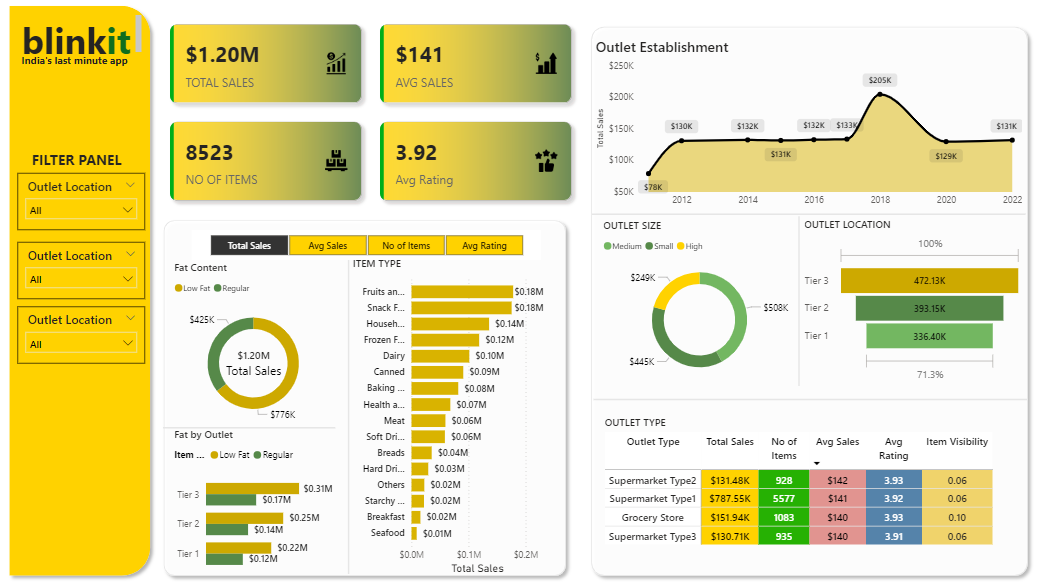 blinkit
India's last minute app
FILTER PANEL
Outlet Location
All
Outlet Location
All
Outlet Location
All
$1.20M
TOTAL SALES
$141
AVG SALES
8523
NO OF ITEMS
3.92
Avg Rating
Total Sales Avg Sales No of Items Avg Rating
Fat Content
Low Fat Regular
$425K
$1.20M
Total Sales
$776K
Fat by Outlet
Item ... Low Fat Regular
Tier 3 $0.31M
$0.17M
Tier 2 $0.25M
$0.14M
Tier 1 $0.22M
$0.12M
ITEM TYPE
Fruits an... $0.18M
Snack F... $0.18M
Househ... $0.14M
Frozen F... $0.12M
Dairy $0.10M
Canned $0.09M
Baking ... $0.08M
Health a... $0.07M
Meat $0.06M
Soft Dri... $0.06M
Breads $0.04M
Hard Dri... $0.03M
Others $0.02M
Starchy ... $0.02M
Breakfast $0.02M
Seafood $0.01M
$0.0M $0.1M $0.2M
Total Sales
Outlet Establishment
Total Sales
$250K
$200K
$150K
$100K
$50K
$78K
$130K
$132K
$131K
$132K
$133K
$205K
$129K
$131K
2012 2014 2016 2018 2020 2022
OUTLET SIZE
Medium Small High
$249K
$508K
$445K
OUTLET LOCATION
100%
Tier 3 472.13K
Tier 2 393.15K
Tier 1 336.40K
71.3%
OUTLET TYPE
Outlet Type Total Sales No of Items Avg Sales Avg Rating Item Visibility
Supermarket Type2 $131.48K 928 $142 3.93 0.06
Supermarket Type1 $787.55K 5577 $141 3.92 0.06
Grocery Store $151.94K 1083 $140 3.93 0.10
Supermarket Type3 $130.71K 935 $140 3.91 0.06